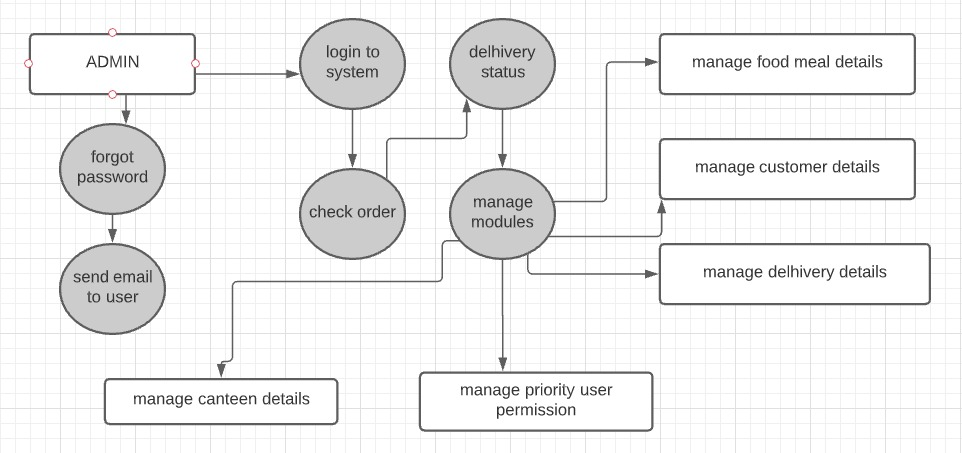 ADMIN
login to
system
delhivery
status
manage food meal details
forgot
password
check order
manage
modules
manage customer details
send email
to user
manage delhivery details
manage canteen details
manage priority user
permission